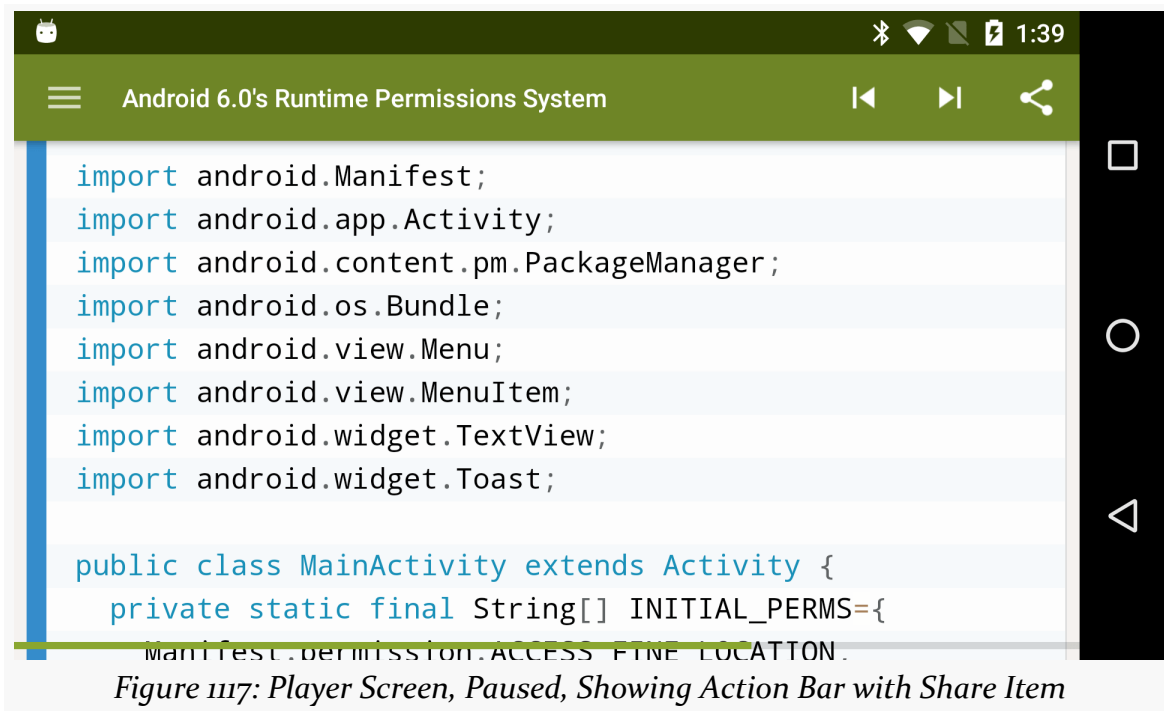 1:39
Android 6.0's Runtime Permissions System
import android.Manifest;
import android.app.Activity;
import android.content.pm.PackageManager;
import android.os.Bundle;
import android.view.Menu;
import android.view.MenuItem;
import android.widget.TextView;
import android.widget.Toast;
public class MainActivity extends Activity {
private static final String[] INITIAL_PERMS={
Manifest.permission.ACCESS_FINE_LOCATION,
Figure 1117: Player Screen, Paused, Showing Action Bar with Share Item